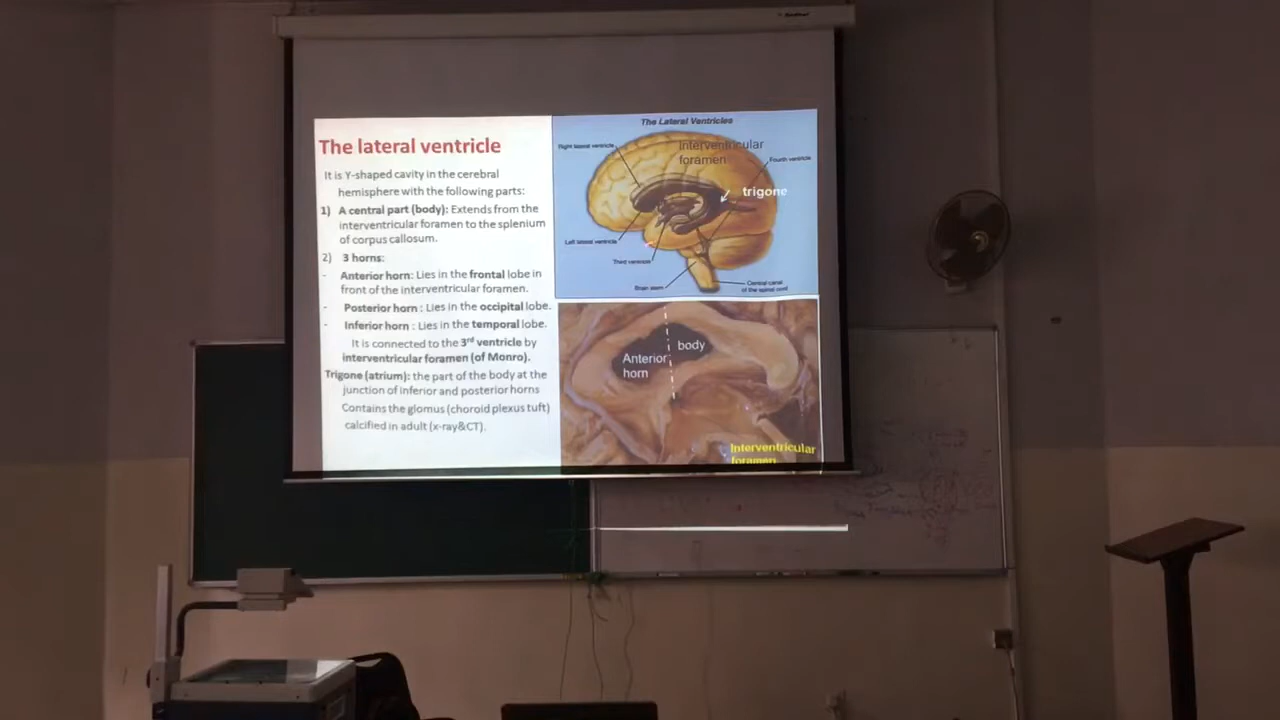 The lateral ventricle
It is Y-shaped cavity in the cerebral
hemisphere with the following parts:
1) A central part (body): Extends from the
interventricular foramen to the splenium
of corpus callosum.
2) 3 horns:
- Anterior horn: Lies in the frontal lobe in
front of the interventricular foramen.
- Posterior horn : Lies in the occipital lobe.
- Inferior horn : Lies in the temporal lobe.
It is connected to the 3rd ventricle by
interventricular foramen (of Monro).
Trigone (atrium): the part of the body at the
junction of inferior and posterior horns
Contains the glomus (choroid plexus tuft)
calcified in adult (x-ray&CT).
The Lateral Ventricles
Right lateral ventricle
Interventricular
foramen
Fourth ventricle
trigone
Left lateral ventricle
Third ventricle
Brain stem
Central canal
of the spinal cord
body
Anterior
horn
Interventricular
foramen